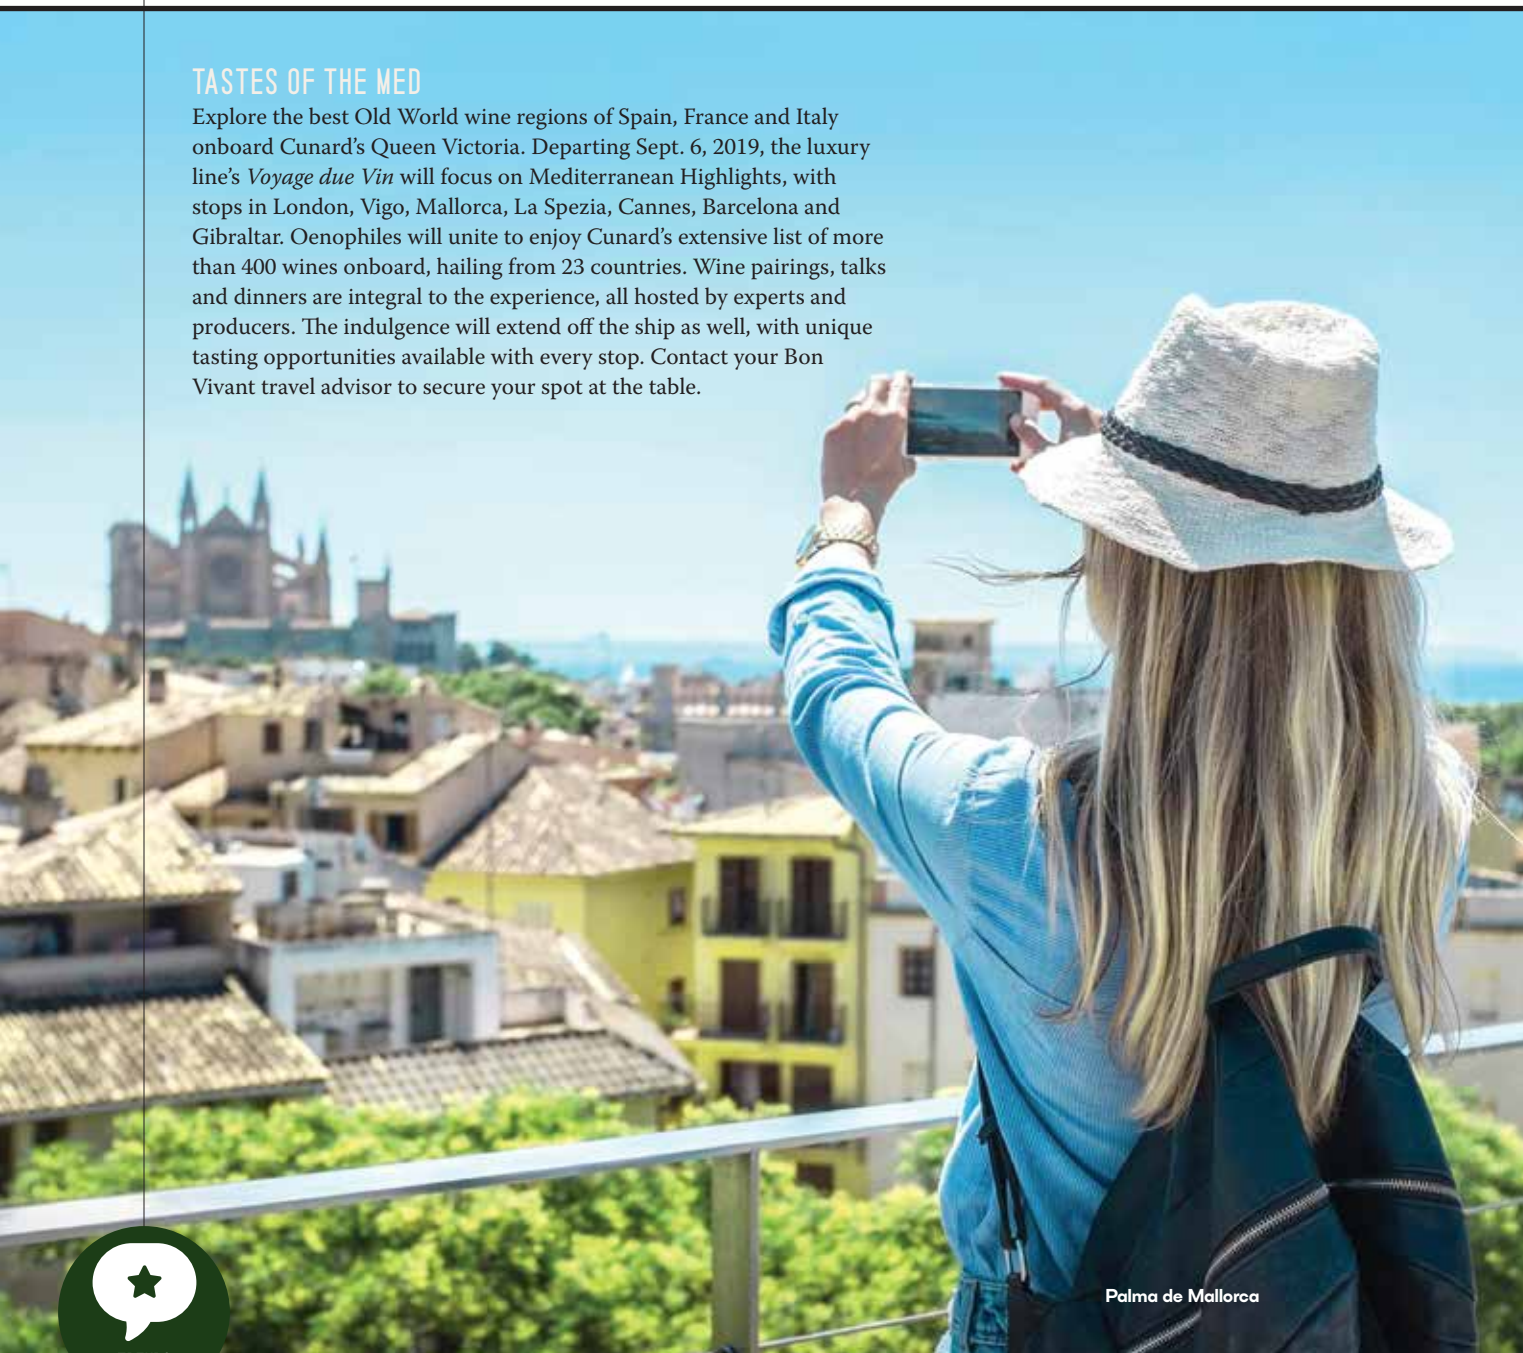 TASTES OF THE MED
Explore the best Old World wine regions of Spain, France and Italy
onboard Cunard’s Queen Victoria. Departing Sept. 6, 2019, the luxury
line’s Voyage due Vin will focus on Mediterranean Highlights, with
stops in London, Vigo, Mallorca, La Spezia, Cannes, Barcelona and
Gibraltar. Oenophiles will unite to enjoy Cunard’s extensive list of more
than 400 wines onboard, hailing from 23 countries. Wine pairings, talks
and dinners are integral to the experience, all hosted by experts and
producers. The indulgence will extend off the ship as well, with unique
tasting opportunities available with every stop. Contact your Bon
Vivant travel advisor to secure your spot at the table.
Palma de Mallorca